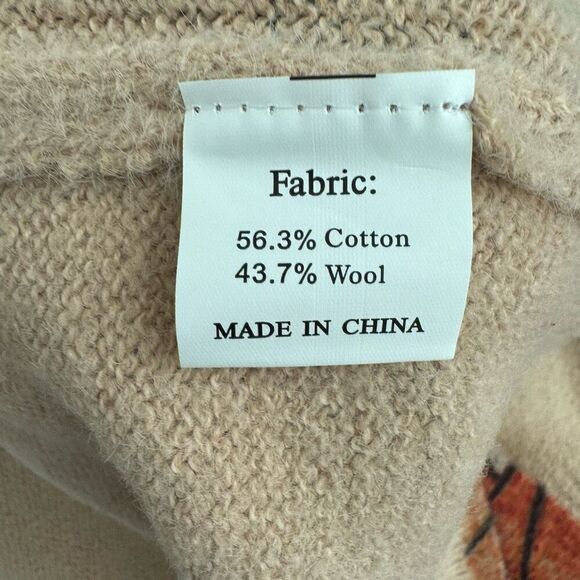 Fabric:
56.3% Cotton
43.7% Wool
MADE IN CHINA